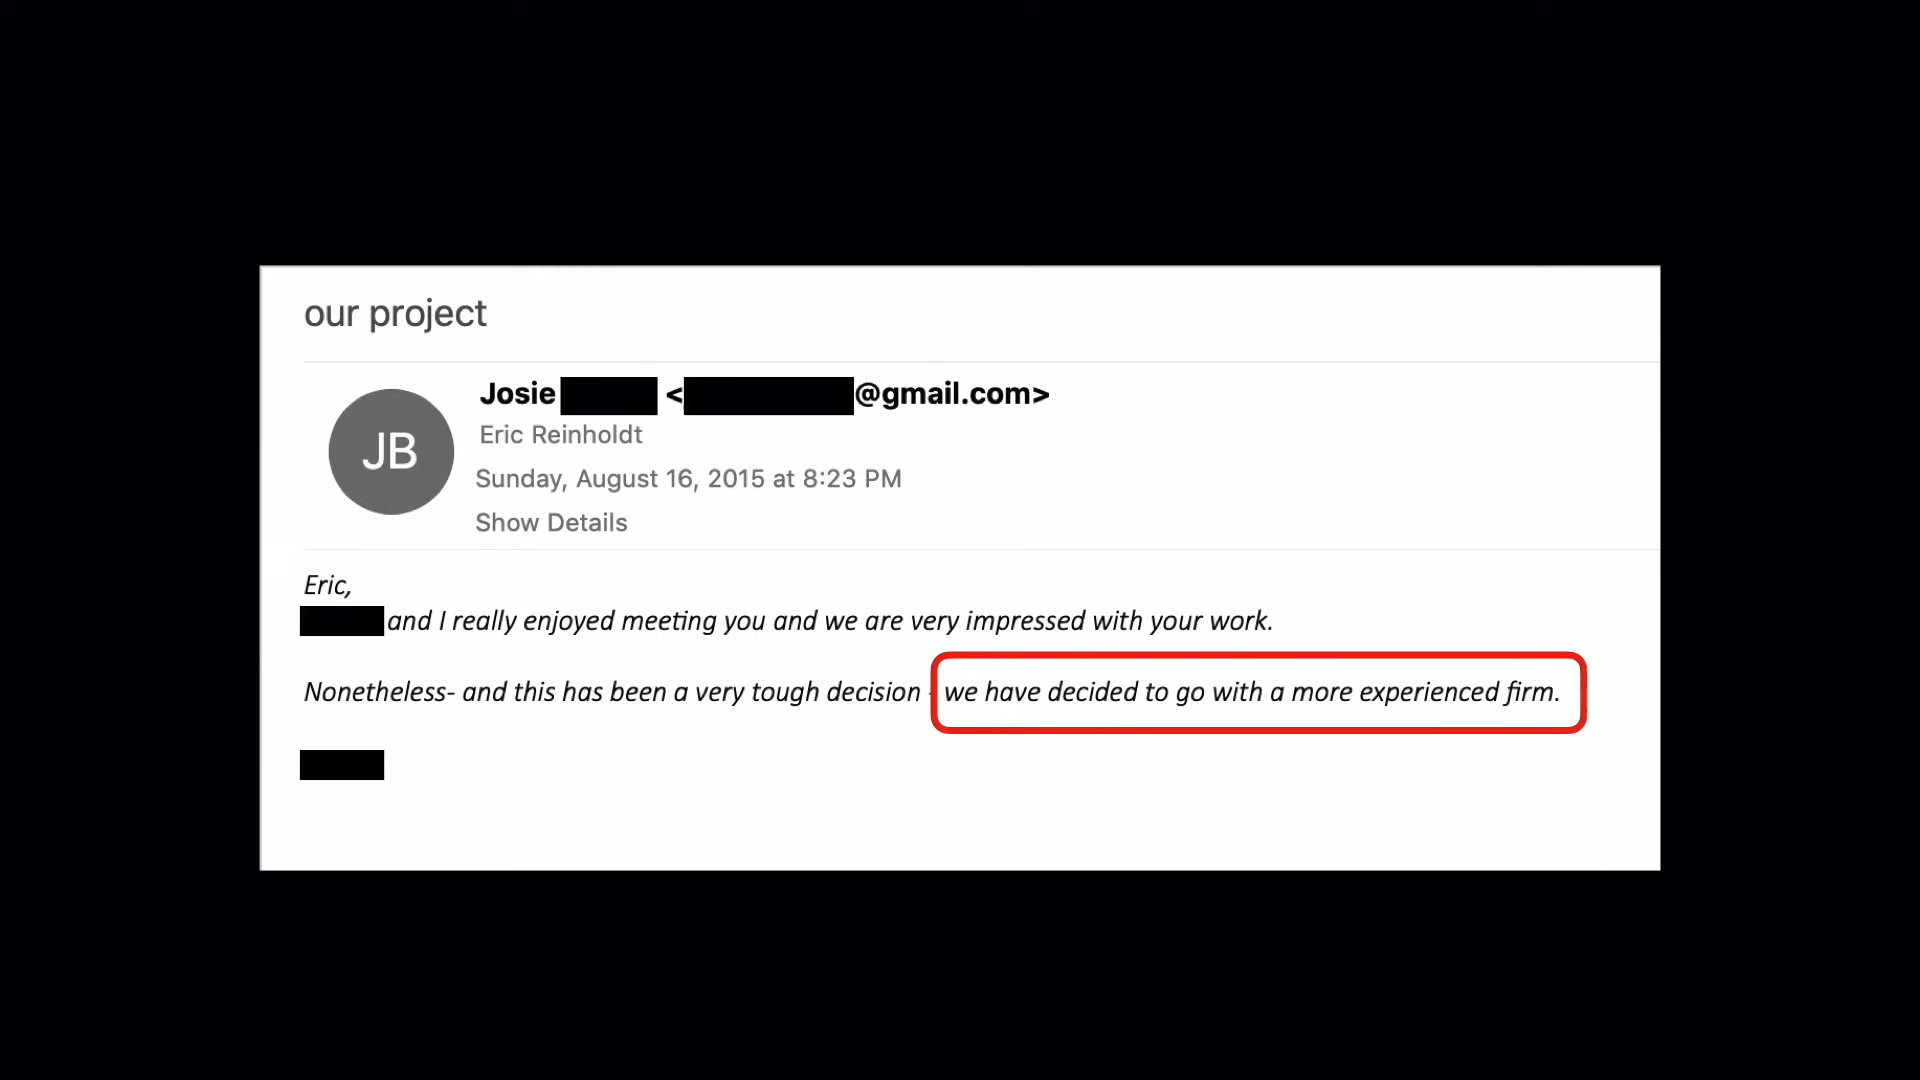 our project
Josie < @gmail.com>
JB
Eric Reinholdt
Sunday, August 16, 2015 at 8:23 PM
Show Details
Eric,
and I really enjoyed meeting you and we are very impressed with your work.
Nonetheless- and this has been a very tough decision - we have decided to go with a more experienced firm.